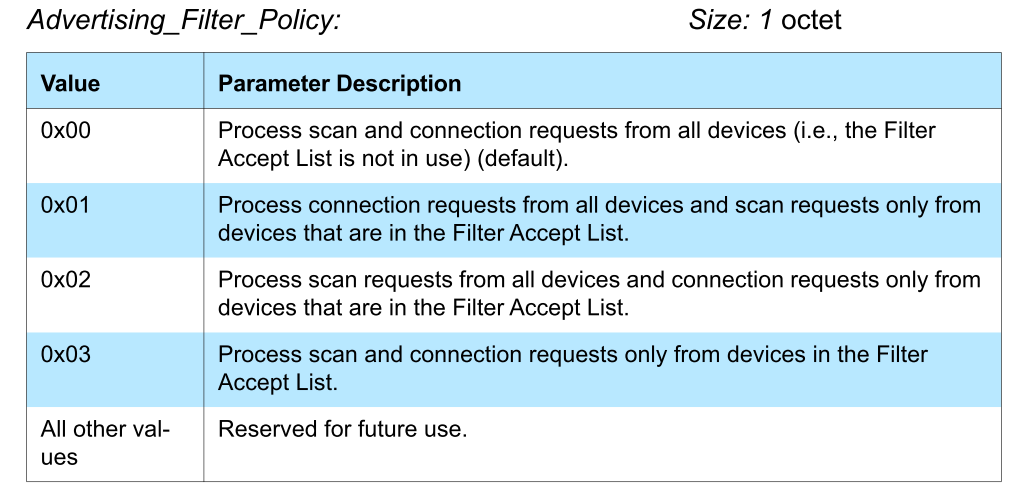 Advertising_Filter_Policy: Size: 1 octet
Value Parameter Description
0x00 Process scan and connection requests from all devices (i.e., the Filter
Accept List is not in use) (default).
0x01 Process connection requests from all devices and scan requests only from
devices that are in the Filter Accept List.
0x02 Process scan requests from all devices and connection requests only from
devices that are in the Filter Accept List.
0x03 Process scan and connection requests only from devices in the Filter
Accept List.
All other val- Reserved for future use.
ues